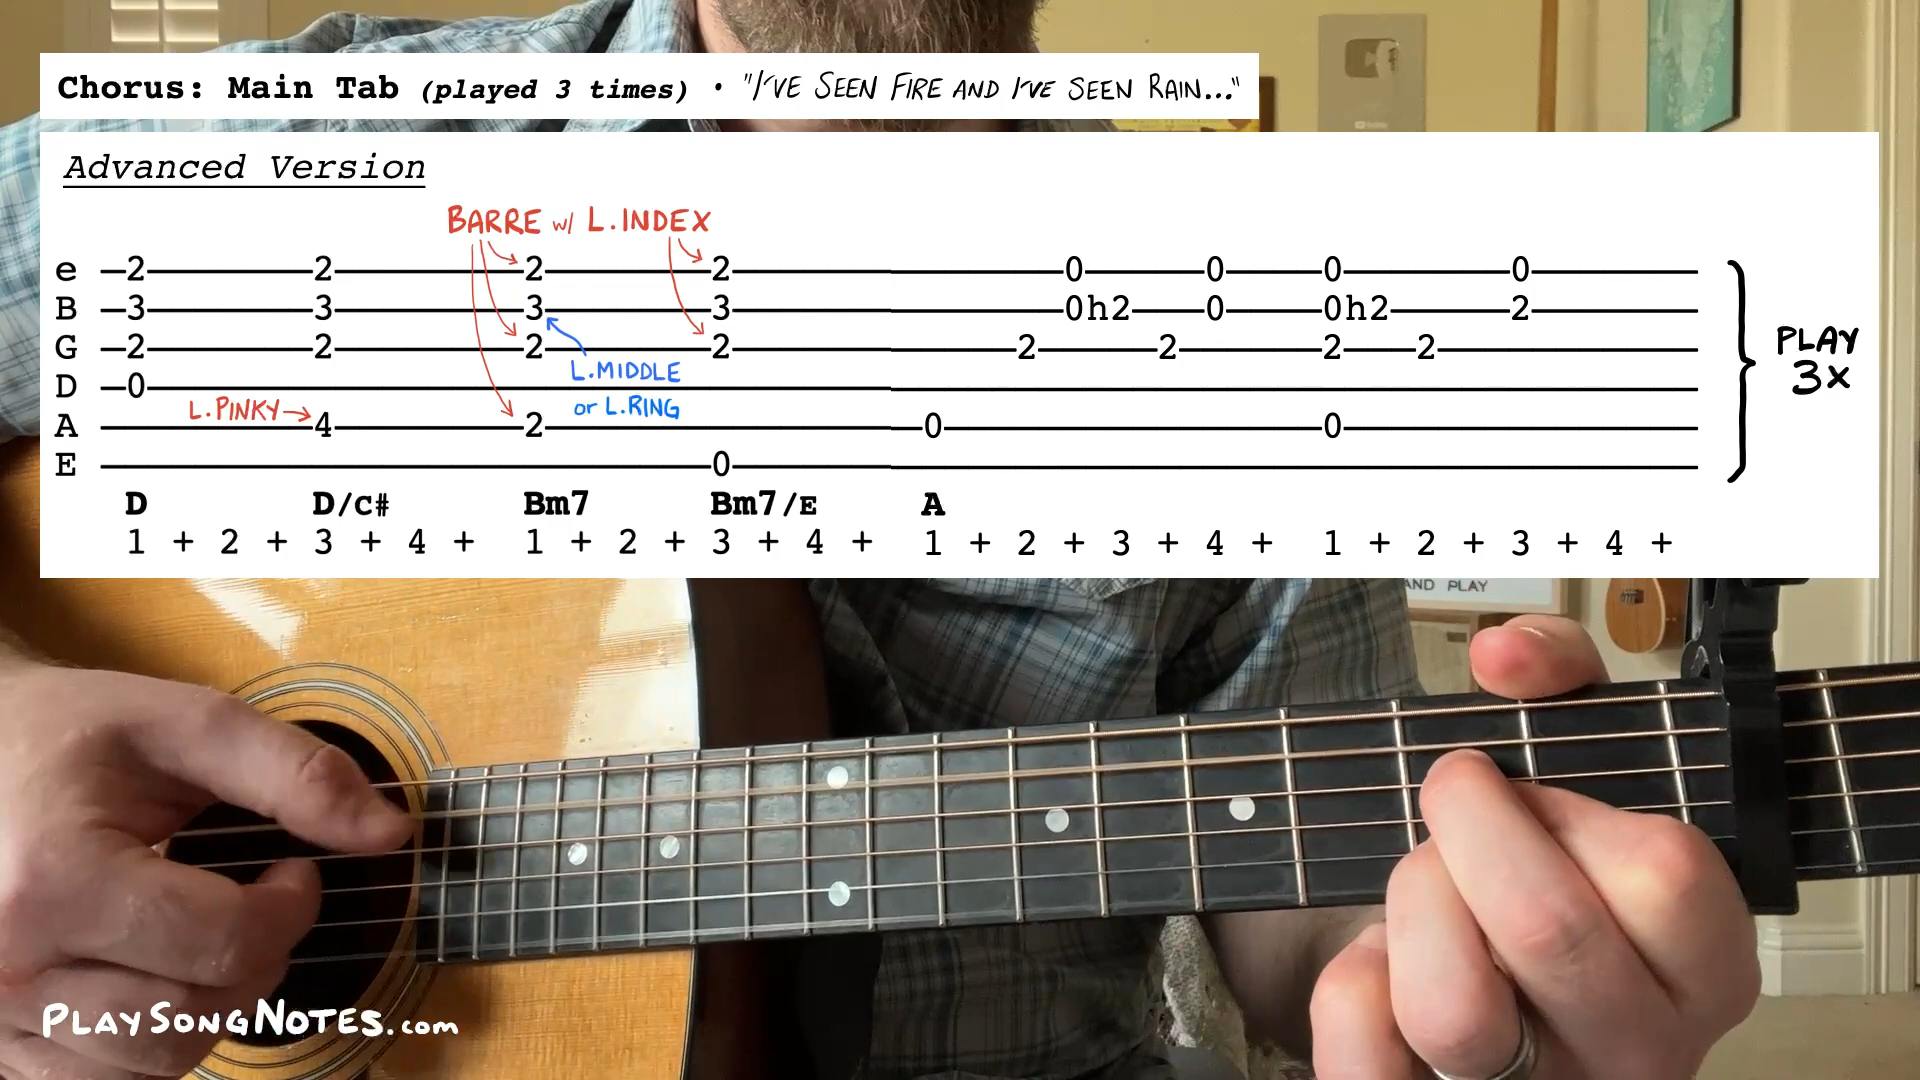 Chorus: Main Tab (played 3 times) • "I'VE SEEN FIRE AND I'VE SEEN RAIN..."
Advanced Version
BARRE w/ L.INDEX
e —2———2———2———2———0———0———0———0———
B —3———3———3———3———0h2———0———0h2———2———
G —2———2———2———2———2———2———2———2———
L.MIDDLE
D —0———
or L.RING
L.PINKY→
A ———4———2———0———0———
E ———0———
PLAY
3x
D D/C# Bm7 Bm7/E A
1 + 2 + 3 + 4 + 1 + 2 + 3 + 4 + 1 + 2 + 3 + 4 + 1 + 2 + 3 + 4 +
AND PLAY
PLAYSONGNOTES.com